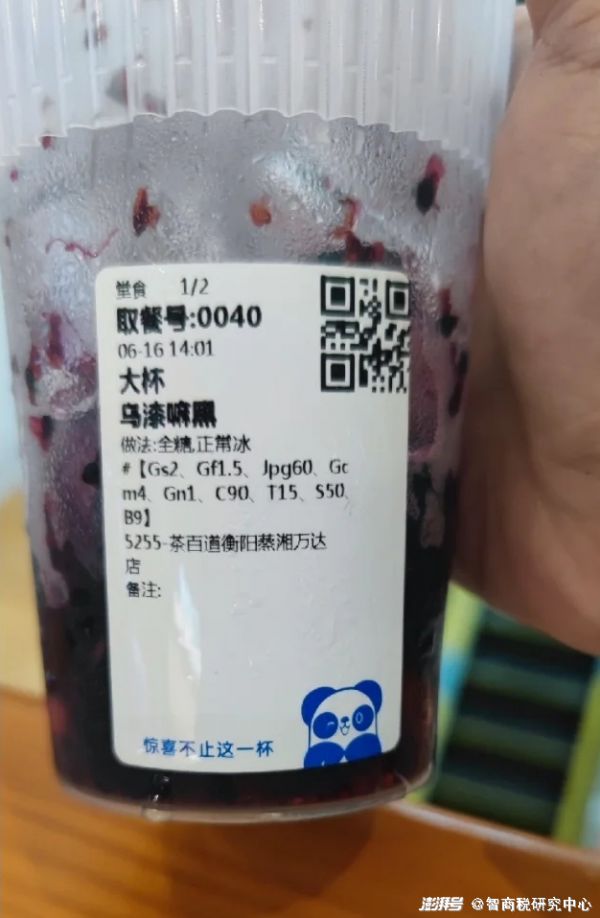 堂食 1/2
取餐号:0040
06-16 14:01
大杯
乌漆嘛黑
做法:全糖,正常冰
#【Gs2、Gf1.5、Jpg60、Gc
m4、Gn1、C90、T15、S50、
B9】
5255-茶百道衡阳蒸湘万达
店
备注:
惊喜不止这一杯
澎湃号 @智商税研究中心